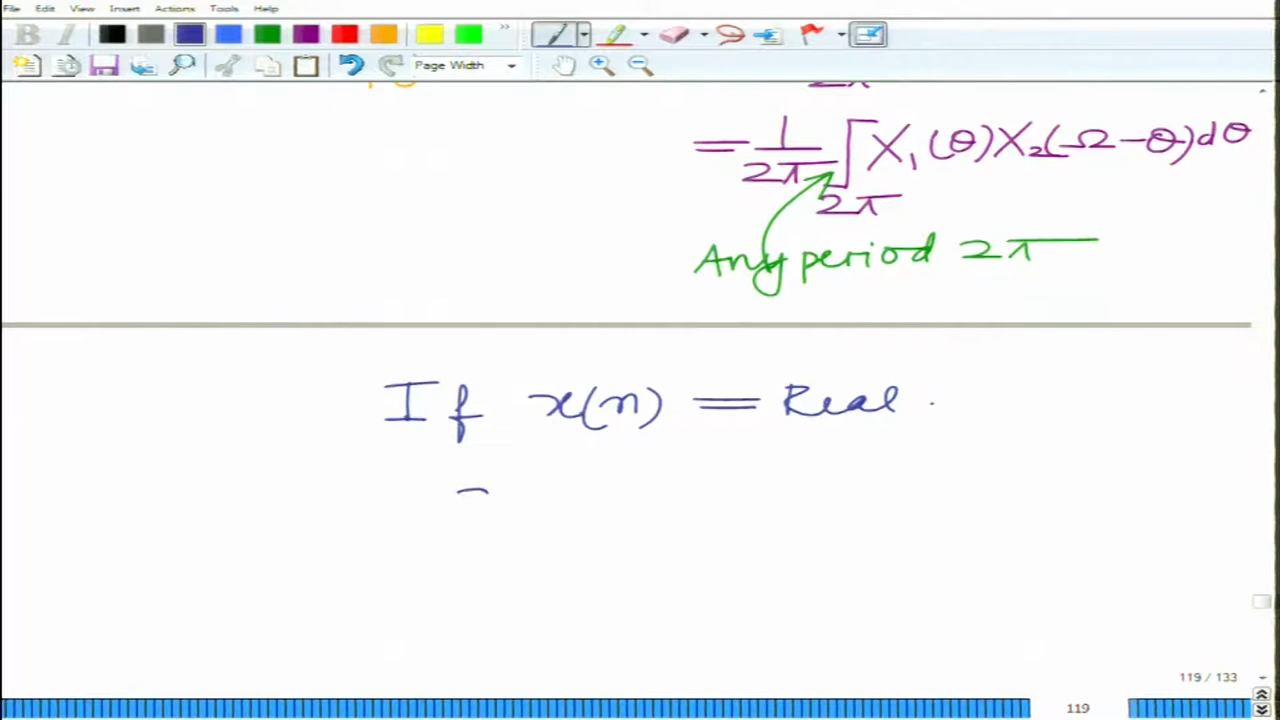 File Edit View Insert Actions Tools Help
B I
Page Width
= 1/2π ∫2π X₁(θ)X₂(Ω-θ)dθ
Any period 2π
If x(n) = Real.
119 / 133
119